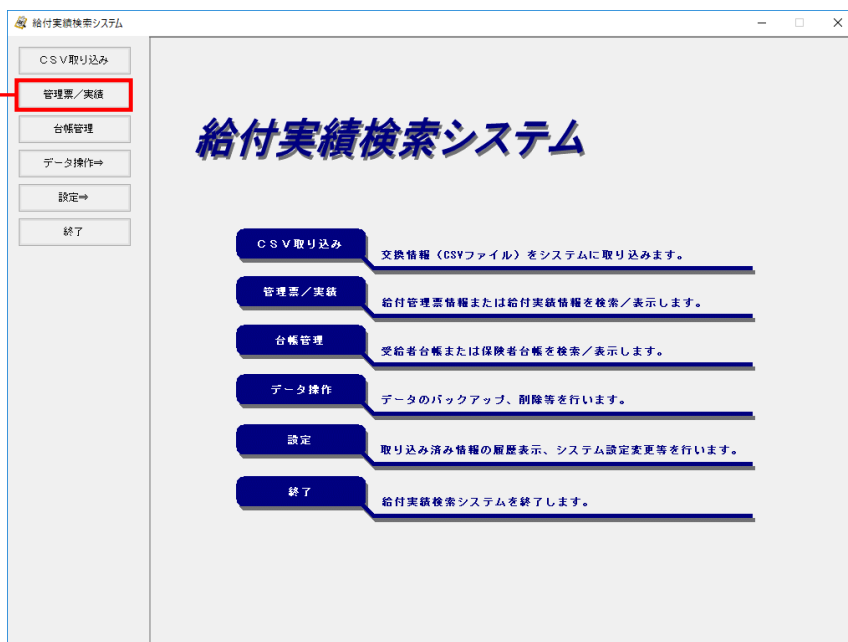 給付実績検索システム
CSV取り込み
管理票／実績
台帳管理
データ操作⇒
設定⇒
終了
給付実績検索システム
CSV取り込み
交換情報（CSVファイル）をシステムに取り込みます。
管理票／実績
給付管理票情報または給付実績情報を検索／表示します。
台帳管理
受給者台帳または保険者台帳を検索／表示します。
データ操作
データのバックアップ、削除等を行います。
設定
取り込み済み情報の履歴表示、システム設定変更等を行います。
終了
給付実績検索システムを終了します。